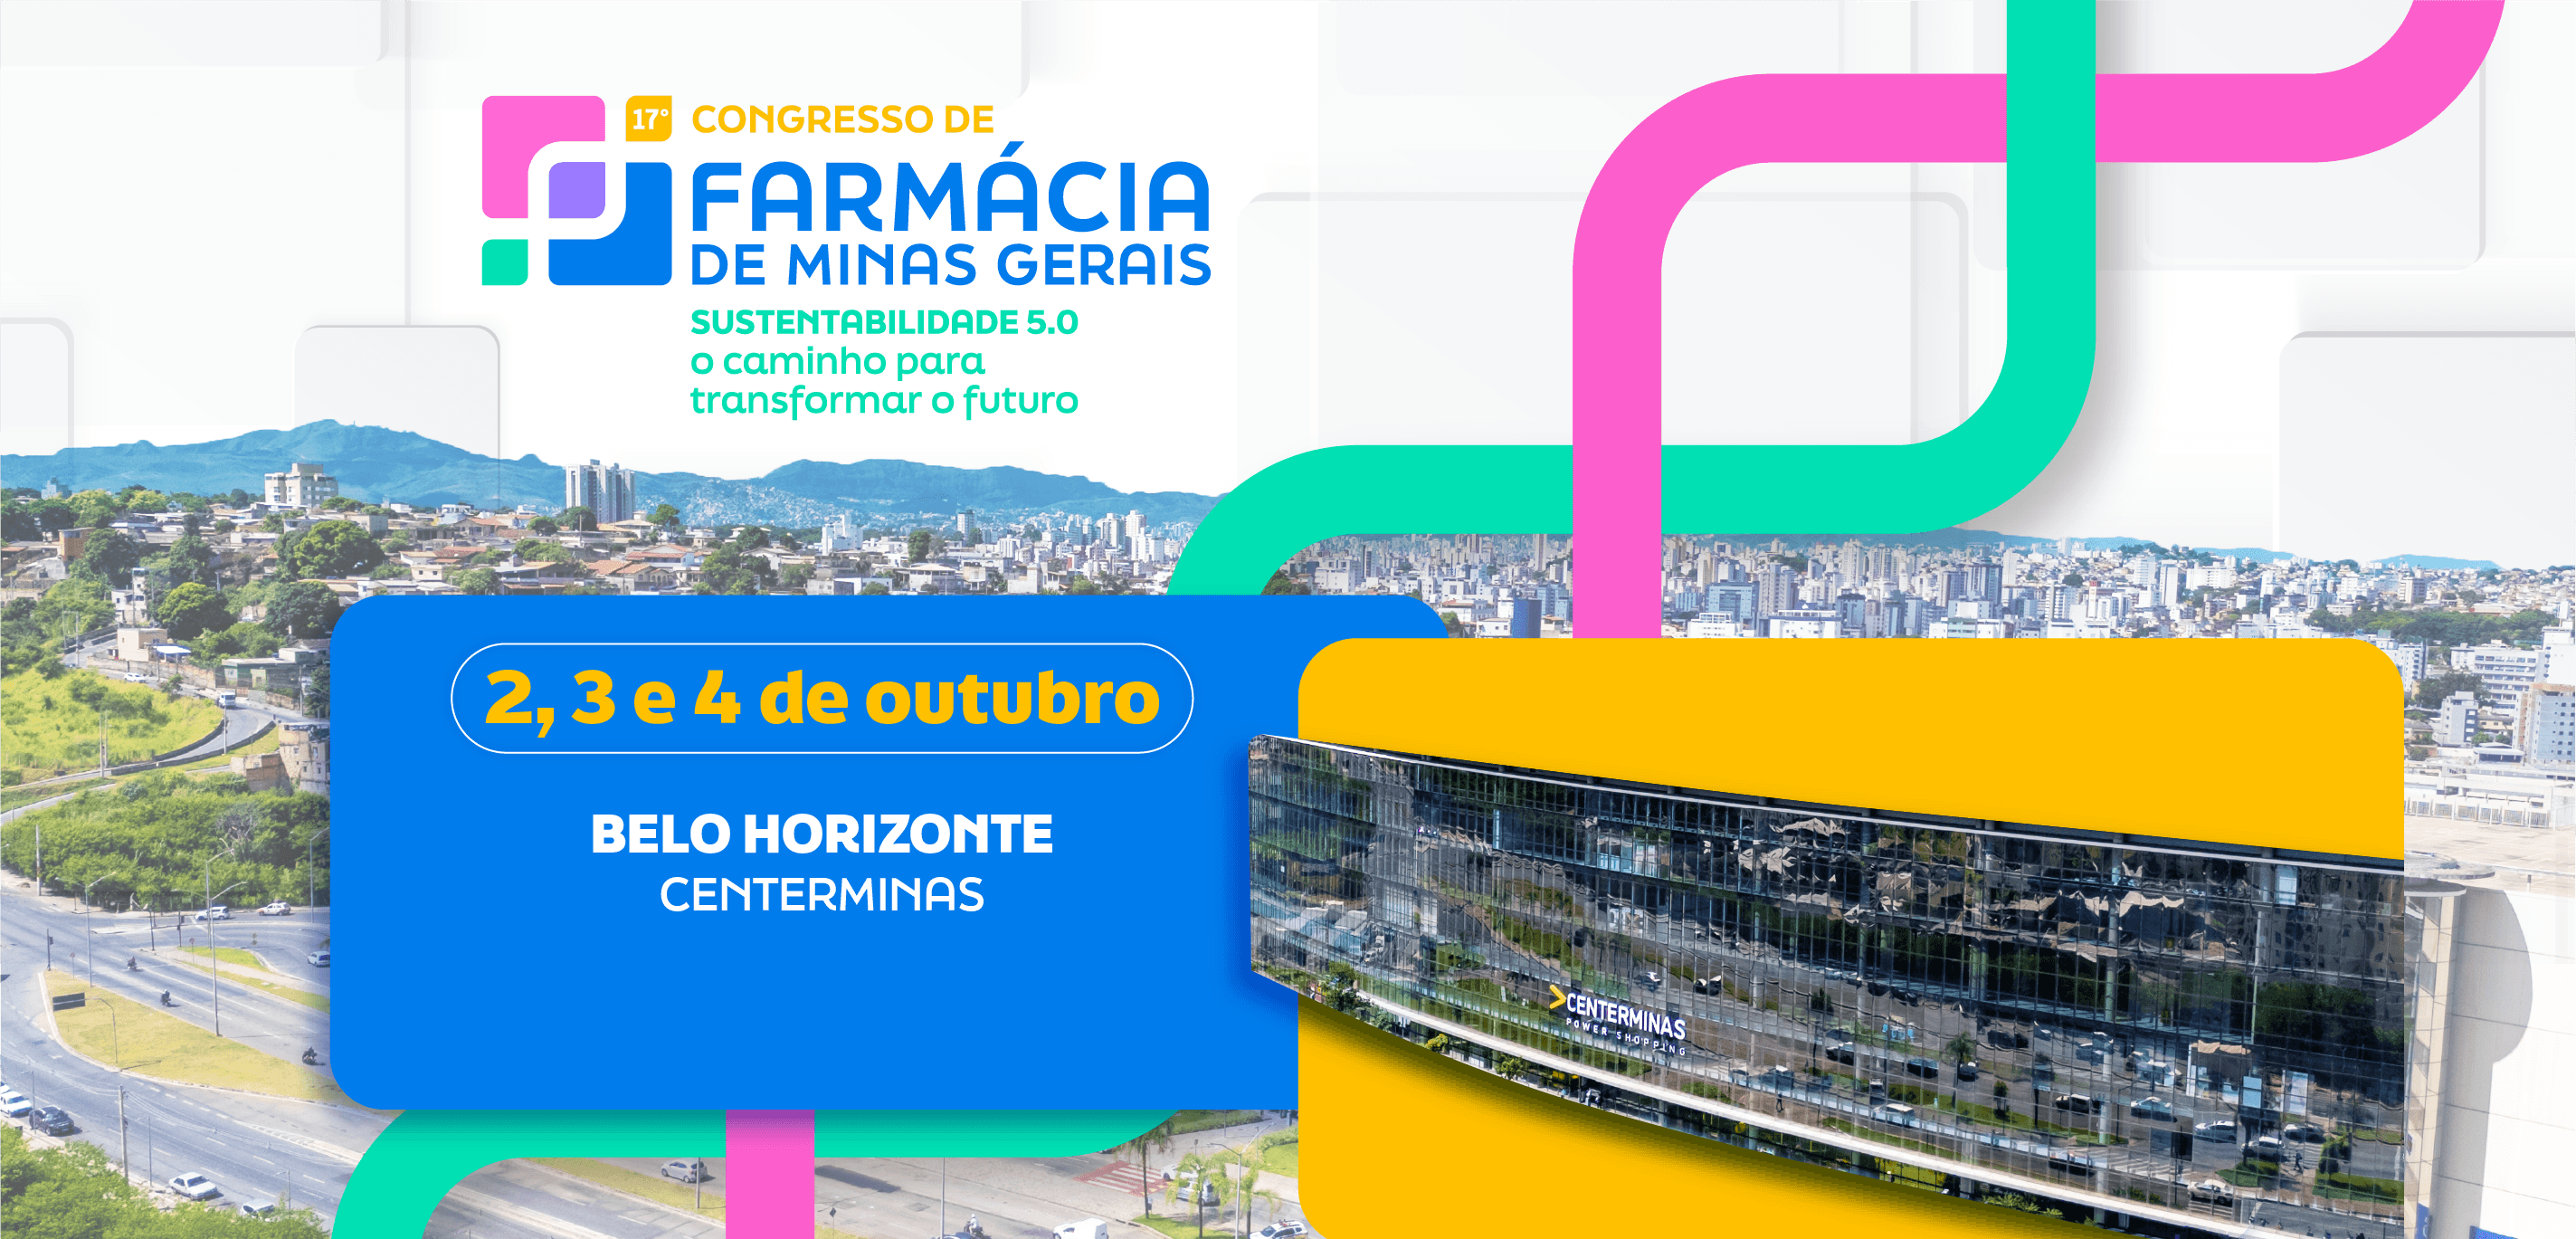 17º CONGRESSO DE
FARMÁCIA
DE MINAS GERAIS
SUSTENTABILIDADE 5.0
o caminho para
transformar o futuro
2, 3 e 4 de outubro
BELO HORIZONTE
CENTERMINAS
CENTERMINAS
POWER SHOPPING